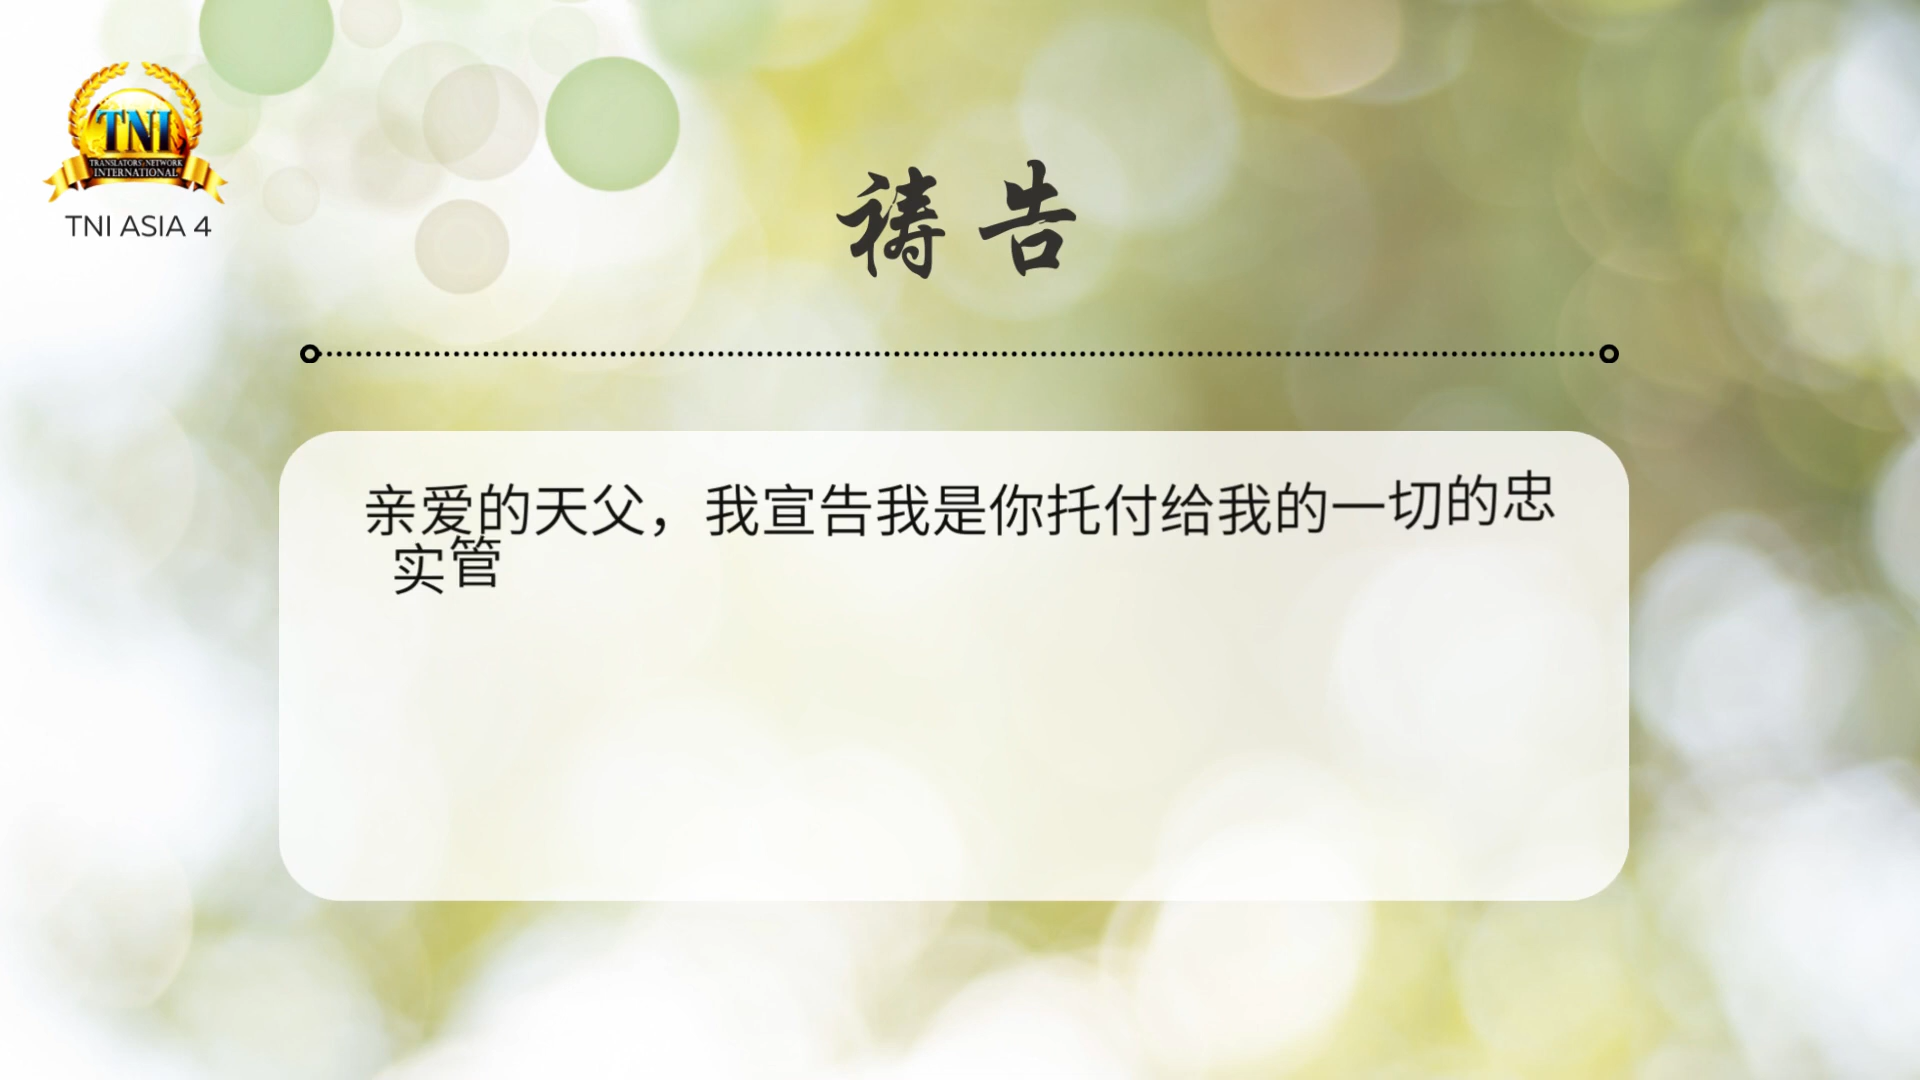 TNI
TRANSLATORS NETWORK
INTERNATIONAL
TNI ASIA 4
祷告
亲爱的天父，我宣告我是你托付给我的一切的忠
实管